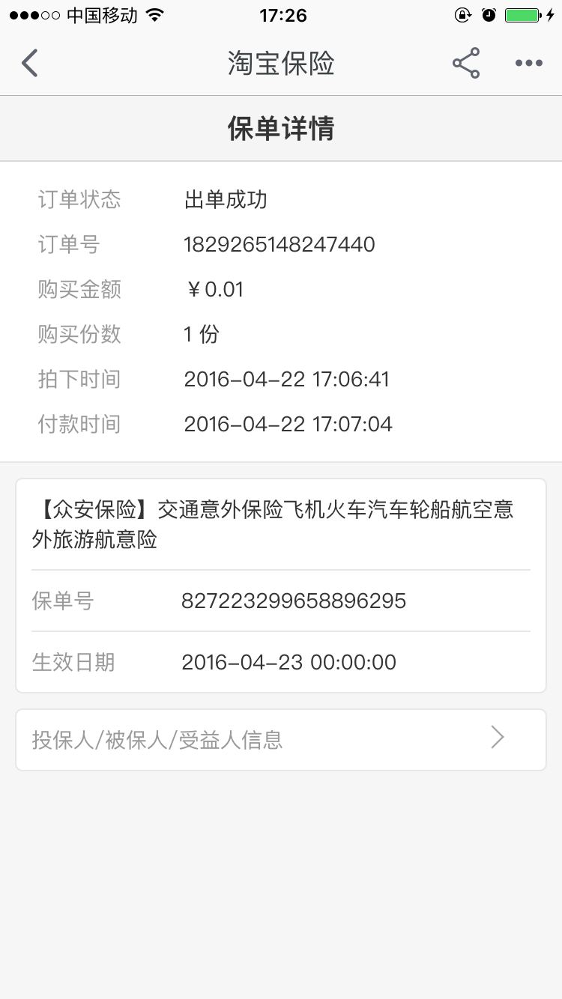 中国移动 17:26
淘宝保险
保单详情
订单状态 出单成功
订单号 1829265148247440
购买金额 ￥0.01
购买份数 1 份
拍下时间 2016-04-22 17:06:41
付款时间 2016-04-22 17:07:04
【众安保险】交通意外保险飞机火车汽车轮船航空意
外旅游航意险
保单号 827223299658896295
生效日期 2016-04-23 00:00:00
投保人/被保人/受益人信息